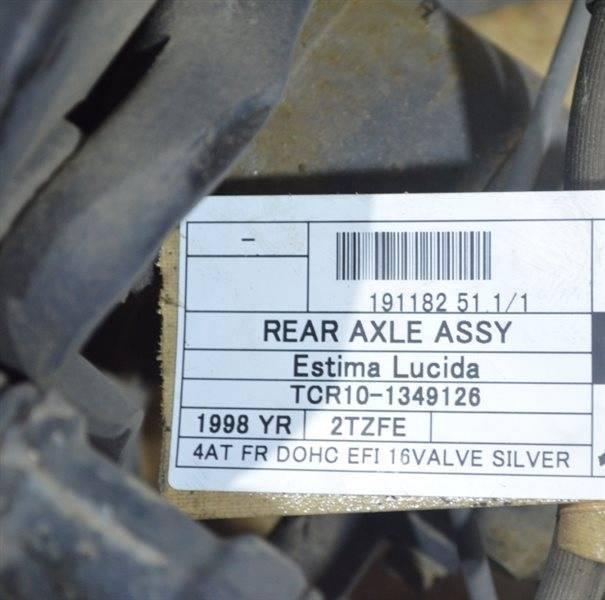 -
191182 51 1/1
REAR AXLE ASSY
Estima Lucida
TCR10-1349126
1998 YR 2TZFE
4AT FR DOHC EFI 16VALVE SILVER